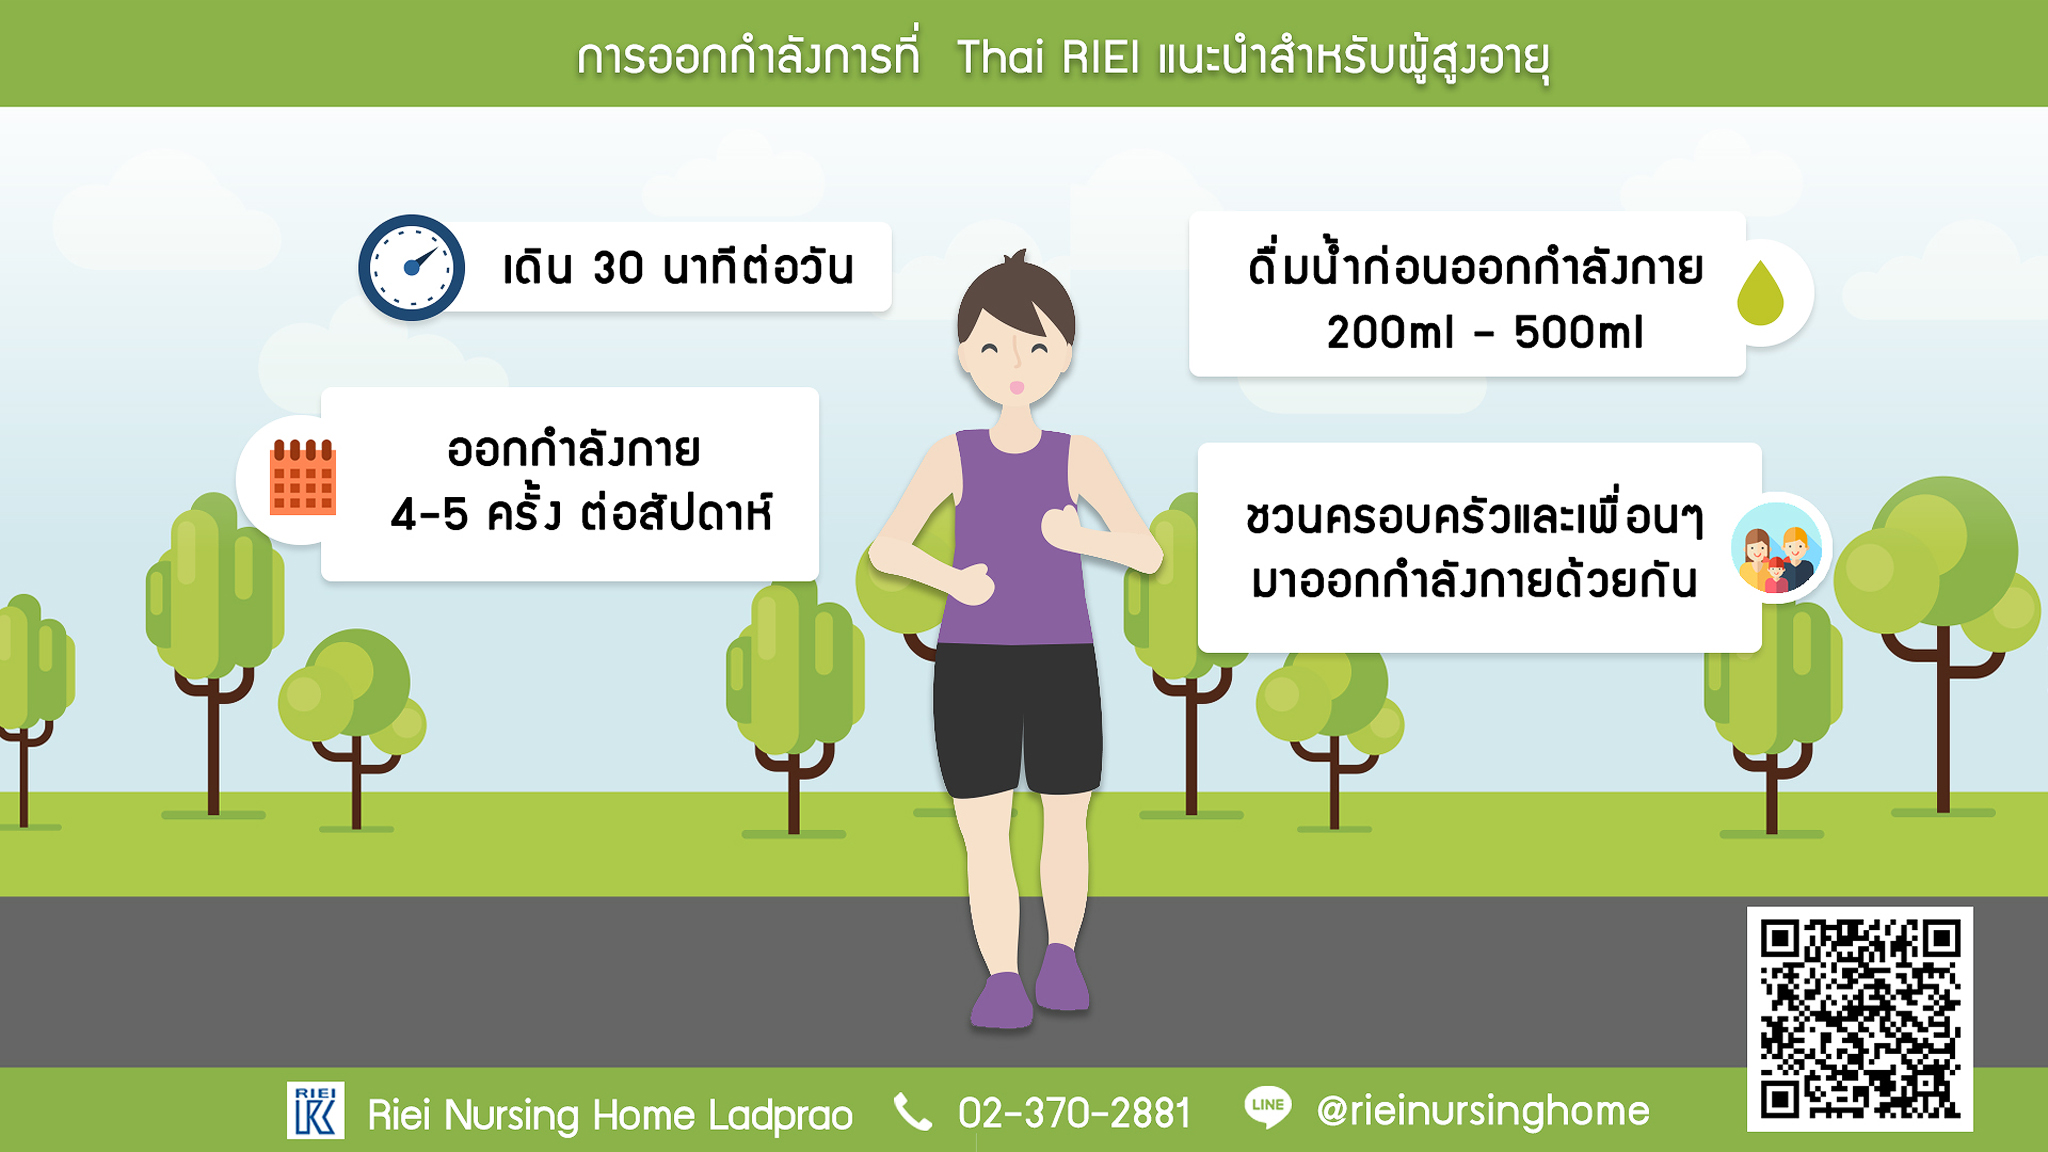 การออกกำลังการที่ Thai RIEI แนะนำสำหรับผู้สูงอายุ
เดิน 30 นาทีต่อวัน
ออกกำลังกาย
4-5 ครั้ง ต่อสัปดาห์
ดื่มน้ำก่อนออกกำลังกาย
200ml - 500ml
ชวนครอบครัวและเพื่อนๆ
มาออกกำลังกายด้วยกัน
RIEI
Riei Nursing Home Ladprao
02-370-2881
LINE
@rieinursinghome